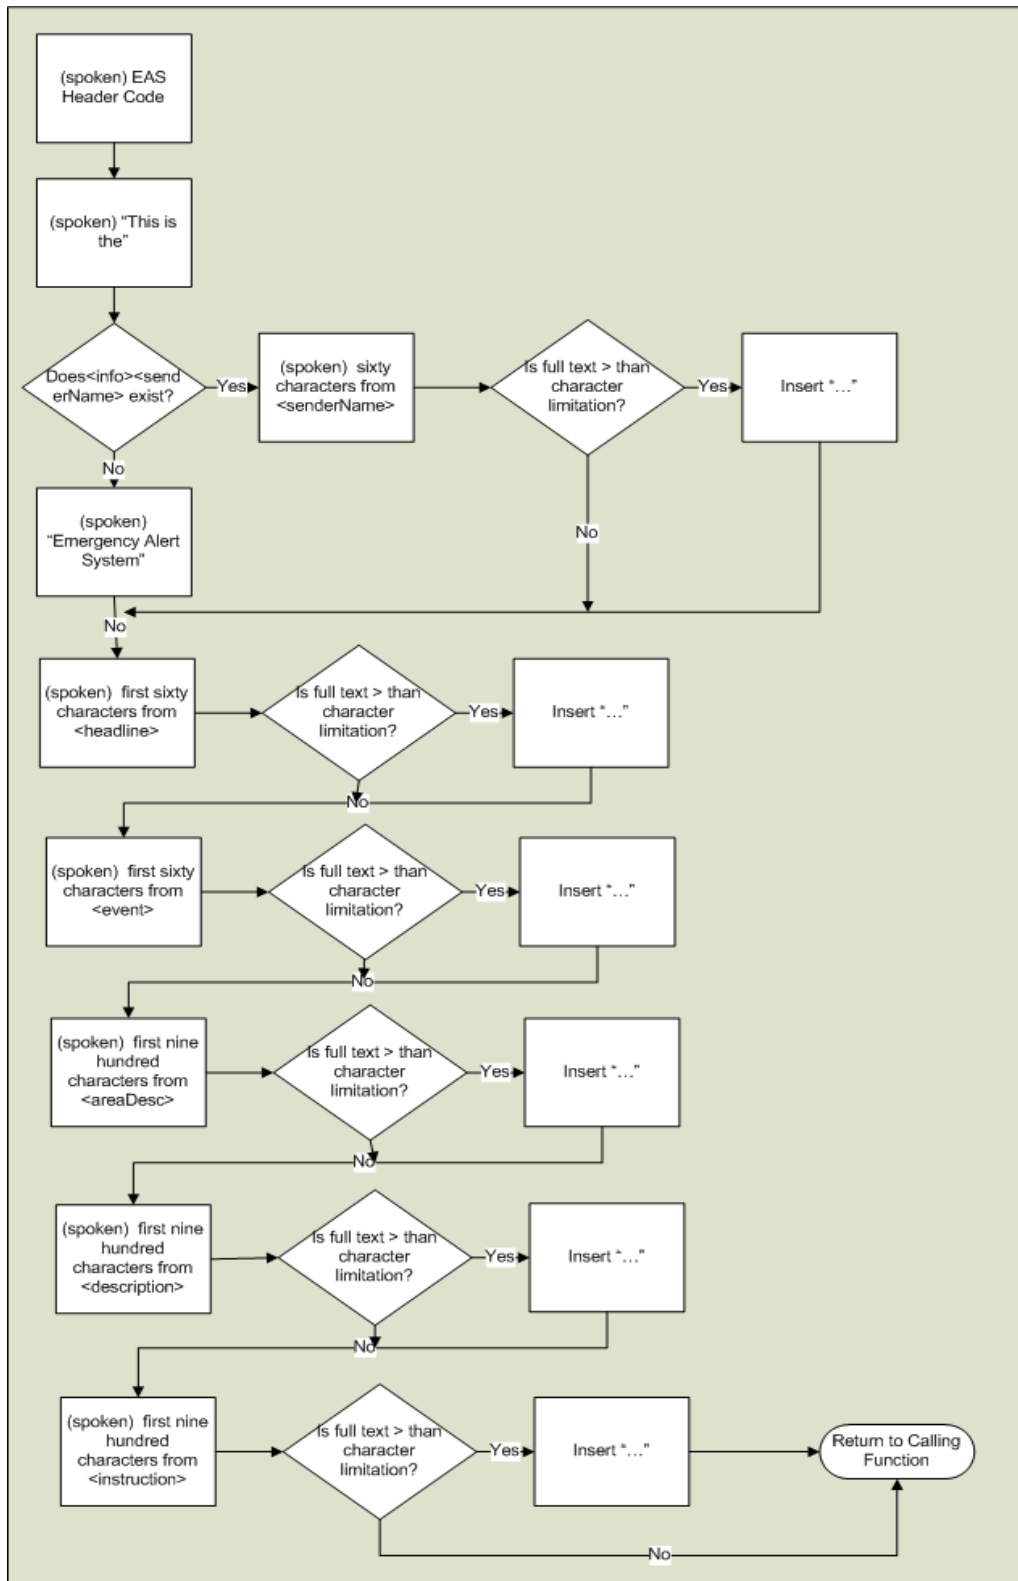 (spoken) EAS
Header Code
(spoken) “This is
the”
Does<info><send
erName> exist?
Yes
(spoken)  sixty
characters from
<senderName>
Is full text > than
character
limitation?
Yes
Insert “…”
No
(spoken)
“Emergency Alert
System”
No
No
(spoken)  first sixty
characters from
<headline>
Is full text > than
character
limitation?
Yes
Insert “…”
No
(spoken)  first sixty
characters from
<event>
Is full text > than
character
limitation?
Yes
Insert “…”
No
(spoken)  first nine
hundred
characters from
<areaDesc>
Is full text > than
character
limitation?
Yes
Insert “…”
No
(spoken)  first nine
hundred
characters from
<description>
Is full text > than
character
limitation?
Yes
Insert “…”
No
(spoken)  first nine
hundred
characters from
<instruction>
Is full text > than
character
limitation?
Yes
Insert “…”
Return to Calling
Function
No